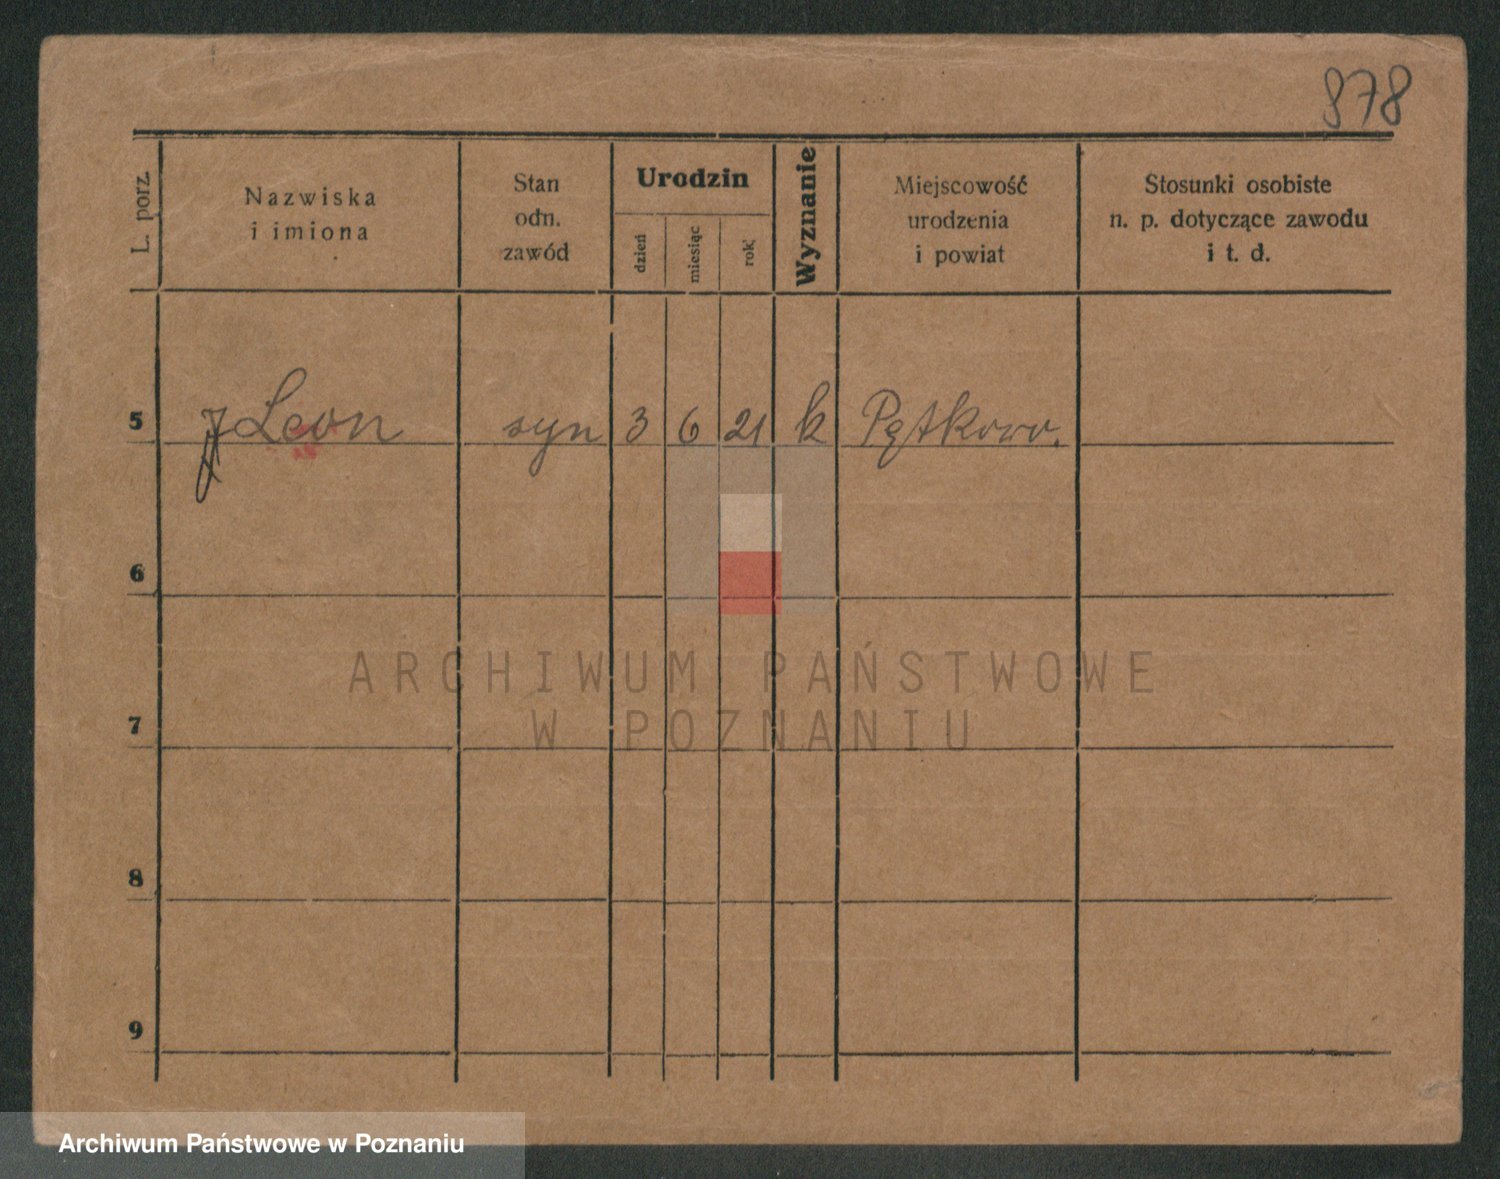 878
L. porz.
Nazwiska
i imiona
Stan
odn.
zawód
Urodzin
dzień
miesiąc
rok
Wyznanie
Miejscowość
urodzenia
i powiat
Stosunki osobiste
n. p. dotyczące zawodu
i t. d.
5 Leon syn 3 6 21 k Pętkowo.
6
7
8
9
ARCHIWUM PAŃSTWOWE
W POZNANIU
Archiwum Państwowe w Poznaniu